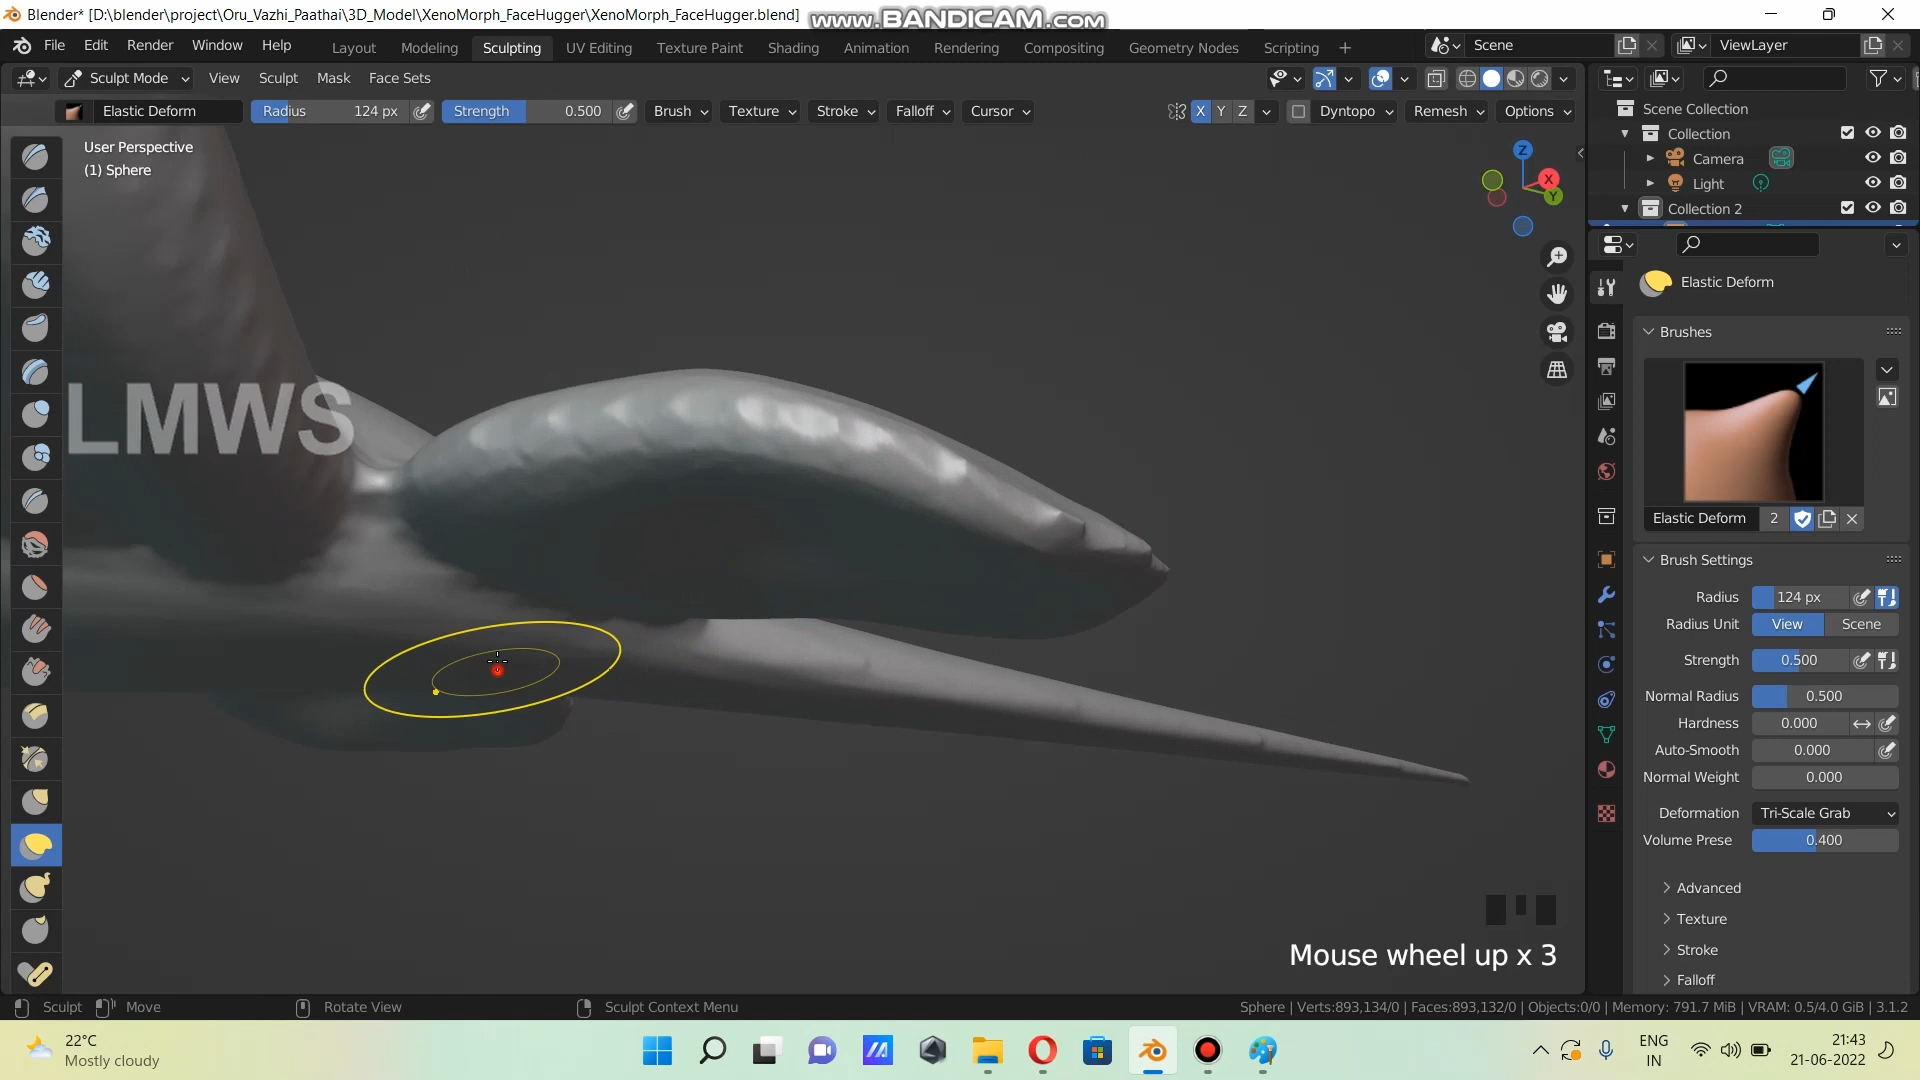 Blender* [D:\blender\project\Oru_Vazhi_Paathai\3D_Model\XenoMorph_FaceHugger\XenoMorph_FaceHugger.blend]
www.BANDICAM.com
File Edit Render Window Help
Layout Modeling Sculpting UV Editing Texture Paint Shading Animation Rendering Compositing Geometry Nodes Scripting +
Scene
ViewLayer
Sculpt Mode View Sculpt Mask Face Sets
Elastic Deform Radius 124 px Strength 0.500 Brush Texture Stroke Falloff Cursor
X Y Z Dyntopo Remesh Options
User Perspective
(1) Sphere
Z
X
Y
LMWS
Scene Collection
Collection
Camera
Light
Collection 2
Elastic Deform
Brushes
Elastic Deform 2
Brush Settings
Radius 124 px
Radius Unit View Scene
Strength 0.500
Normal Radius 0.500
Hardness 0.000
Auto-Smooth 0.000
Normal Weight 0.000
Deformation Tri-Scale Grab
Volume Prese 0.400
Advanced
Texture
Stroke
Falloff
Mouse wheel up x 3
Sculpt Move Rotate View Sculpt Context Menu
Sphere | Verts:893,134/0 | Faces:893,132/0 | Objects:0/0 | Memory: 791.7 MiB | VRAM: 0.5/4.0 GiB | 3.1.2
22°C
Mostly cloudy
ENG
IN
21:43
21-06-2022